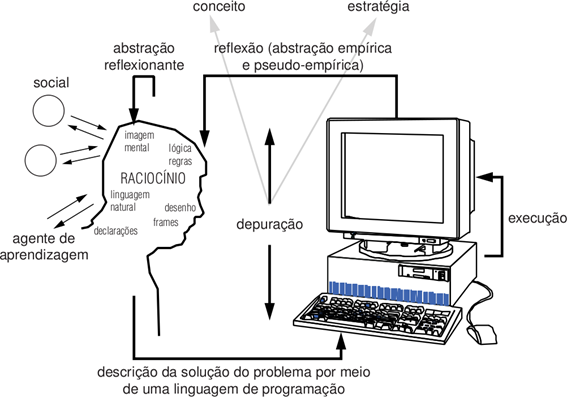 conceito
estratégia
abstração
reflexionante
reflexão (abstração empírica
e pseudo-empírica)
social
imagem
mental
lógica
regras
RACIOCÍNIO
linguagem
natural
desenho
frames
declarações
agente de
aprendizagem
depuração
execução
descrição da solução do problema por meio
de uma linguagem de programação